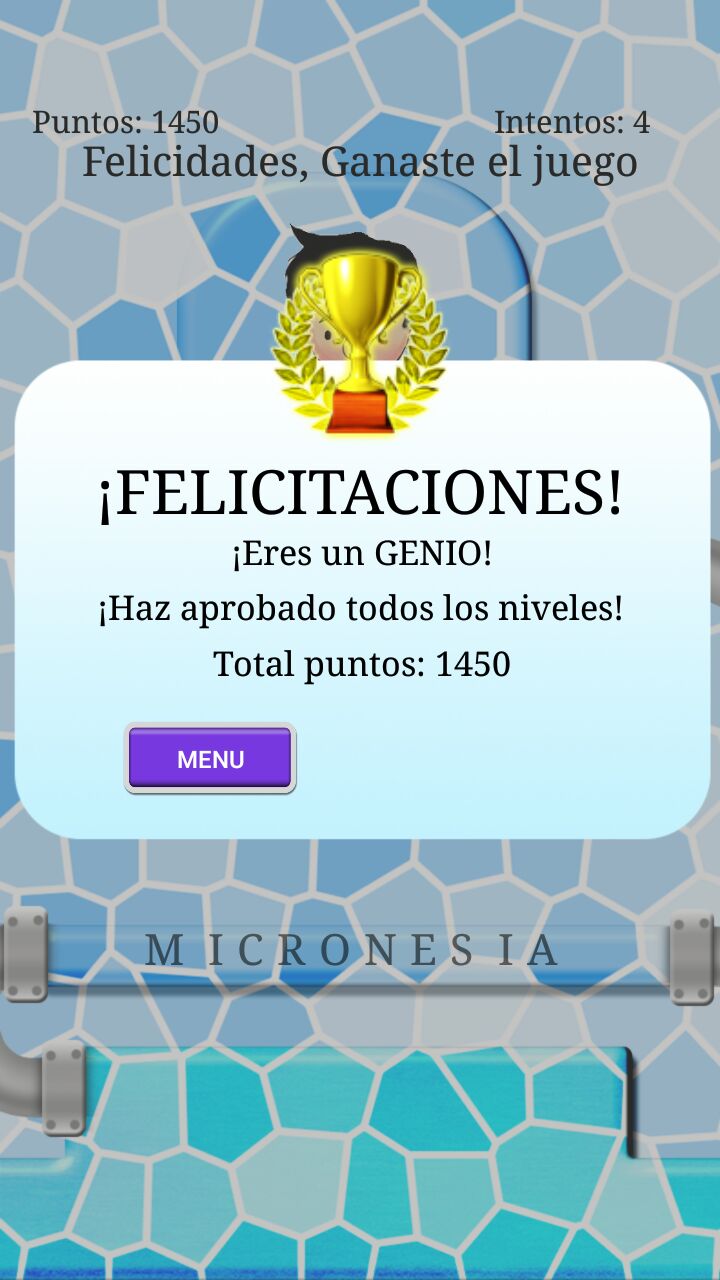 Puntos: 1450 Intentos: 4
Felicidades, Ganaste el juego
¡FELICITACIONES!
¡Eres un GENIO!
¡Haz aprobado todos los niveles!
Total puntos: 1450
MENU
M I C R O N E S I A